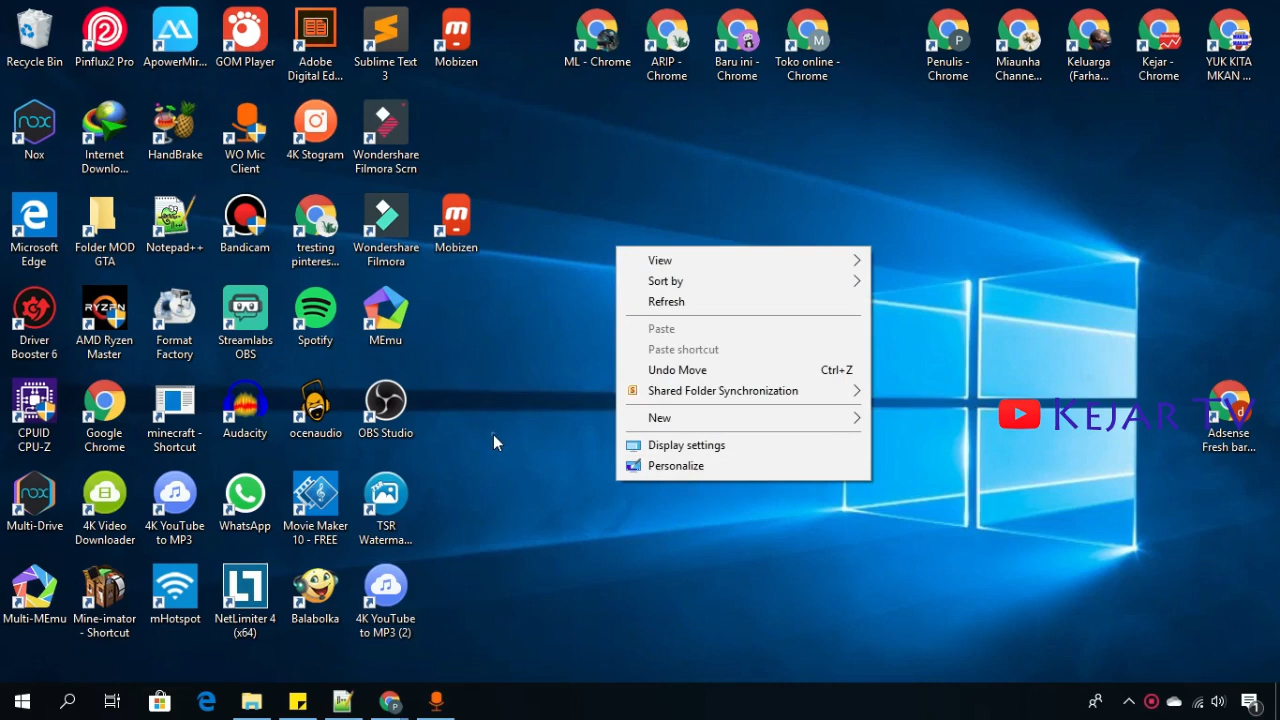 Recycle Bin
Pinflux2 Pro
ApowerMir...
GOM Player
Adobe
Digital Ed...
Sublime Text
3
Mobizen
ML - Chrome
ARIP -
Chrome
Baru ini -
Chrome
Toko online -
Chrome
Penulis -
Chrome
Miaunha
Channe...
Keluarga
(Farha...
Kejar -
Chrome
YUK KITA
MKAN ...
Nox
Internet
Downlo...
HandBrake
WO Mic
Client
4K Stogram
Wondershare
Filmora Scrn
Microsoft
Edge
Folder MOD
GTA
Notepad++
Bandicam
tresting
pinteres...
Wondershare
Filmora
Mobizen
View
Sort by
Refresh
Paste
Paste shortcut
Undo Move Ctrl+Z
Shared Folder Synchronization
New
Display settings
Personalize
Driver
Booster 6
AMD Ryzen
Master
Format
Factory
Streamlabs
OBS
Spotify
MEmu
CPUID
CPU-Z
Google
Chrome
minecraft -
Shortcut
Audacity
ocenaudio
OBS Studio
KEJAR TV
Adsense
Fresh bar...
Multi-Drive
4K Video
Downloader
4K YouTube
to MP3
WhatsApp
Movie Maker
10 - FREE
TSR
Waterma...
Multi-MEmu
Mine-imator
- Shortcut
mHotspot
NetLimiter 4
(x64)
Balabolka
4K YouTube
to MP3 (2)